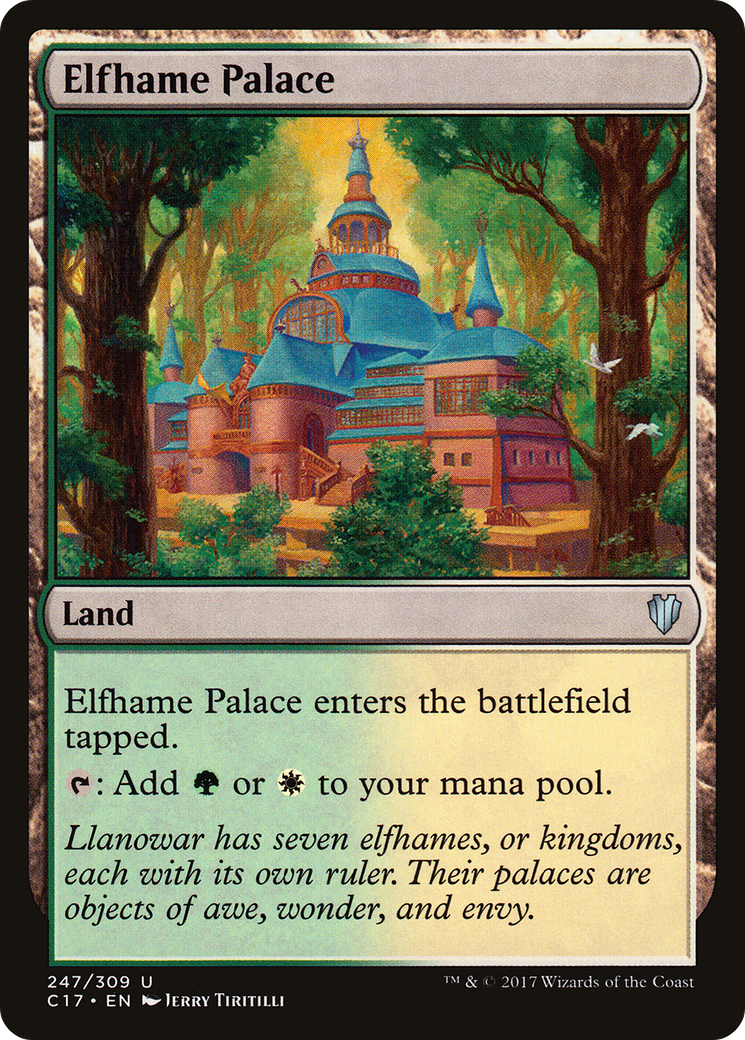 Elfhame Palace
Land
Elfhame Palace enters the battlefield
tapped.
: Add or to your mana pool.
Llanowar has seven elfhames, or kingdoms,
each with its own ruler. Their palaces are
objects of awe, wonder, and envy.
247/309 U
C17 • EN Jerry Tiritilli
™ & © 2017 Wizards of the Coast